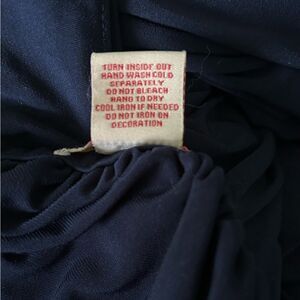 TURN INSIDE OUT
HAND WASH COLD
SEPARATELY
DO NOT BLEACH
HANG TO DRY
COOL IRON IF NEEDED
DO NOT IRON ON
DECORATION